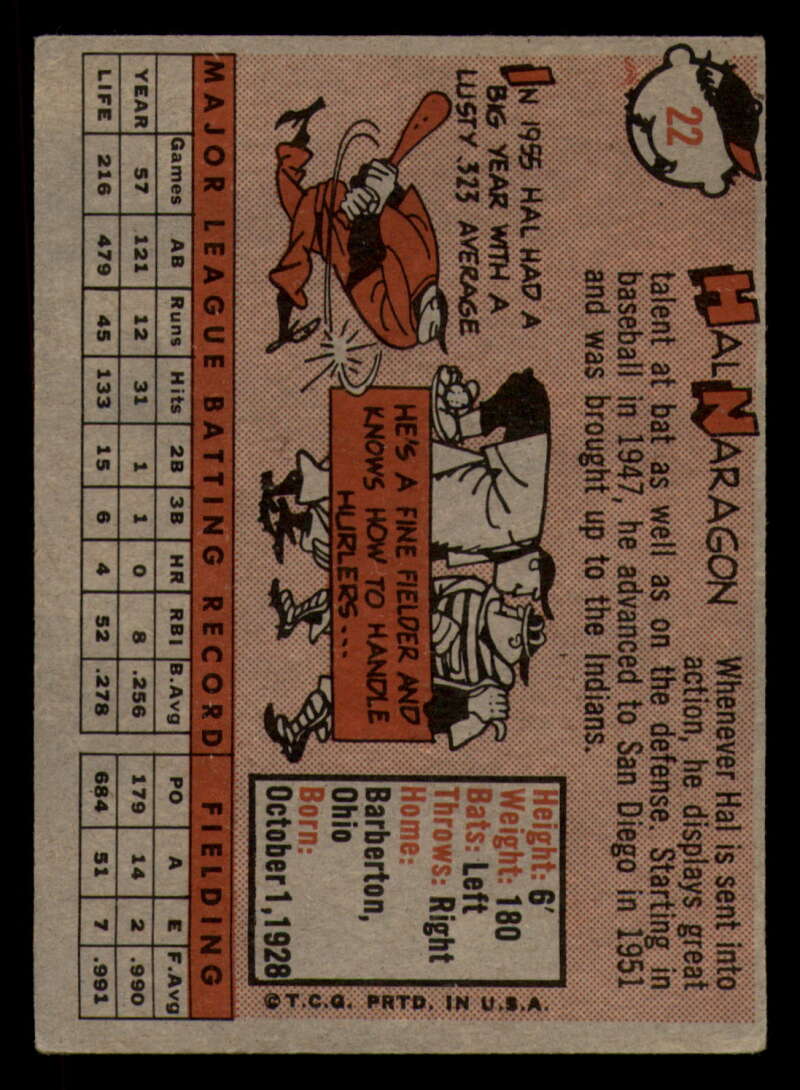 22
HAL NARAGON
Whenever Hal is sent into
action, he displays great
talent at bat as well as on the defense. Starting in
baseball in 1947, he advanced to San Diego in 1951
and was brought up to the Indians.
IN 1955 HAL HAD A
BIG YEAR WITH A
LUSTY .323 AVERAGE
HE'S A FINE FIELDER AND
KNOWS HOW TO HANDLE
HURLERS...
Height: 6'
Weight: 180
Bats: Left
Throws: Right
Home:
Barberton,
Ohio
Born:
October 1, 1928
© T.C.G. PRTD. IN U.S.A.
MAJOR LEAGUE BATTING RECORD FIELDING
Games AB Runs Hits 2B 3B HR RBI B.Avg PO A E F.Avg
YEAR 57 121 12 31 1 1 0 8 .256 179 14 2 .990
LIFE 216 479 45 133 15 6 4 52 .278 684 51 7 .991